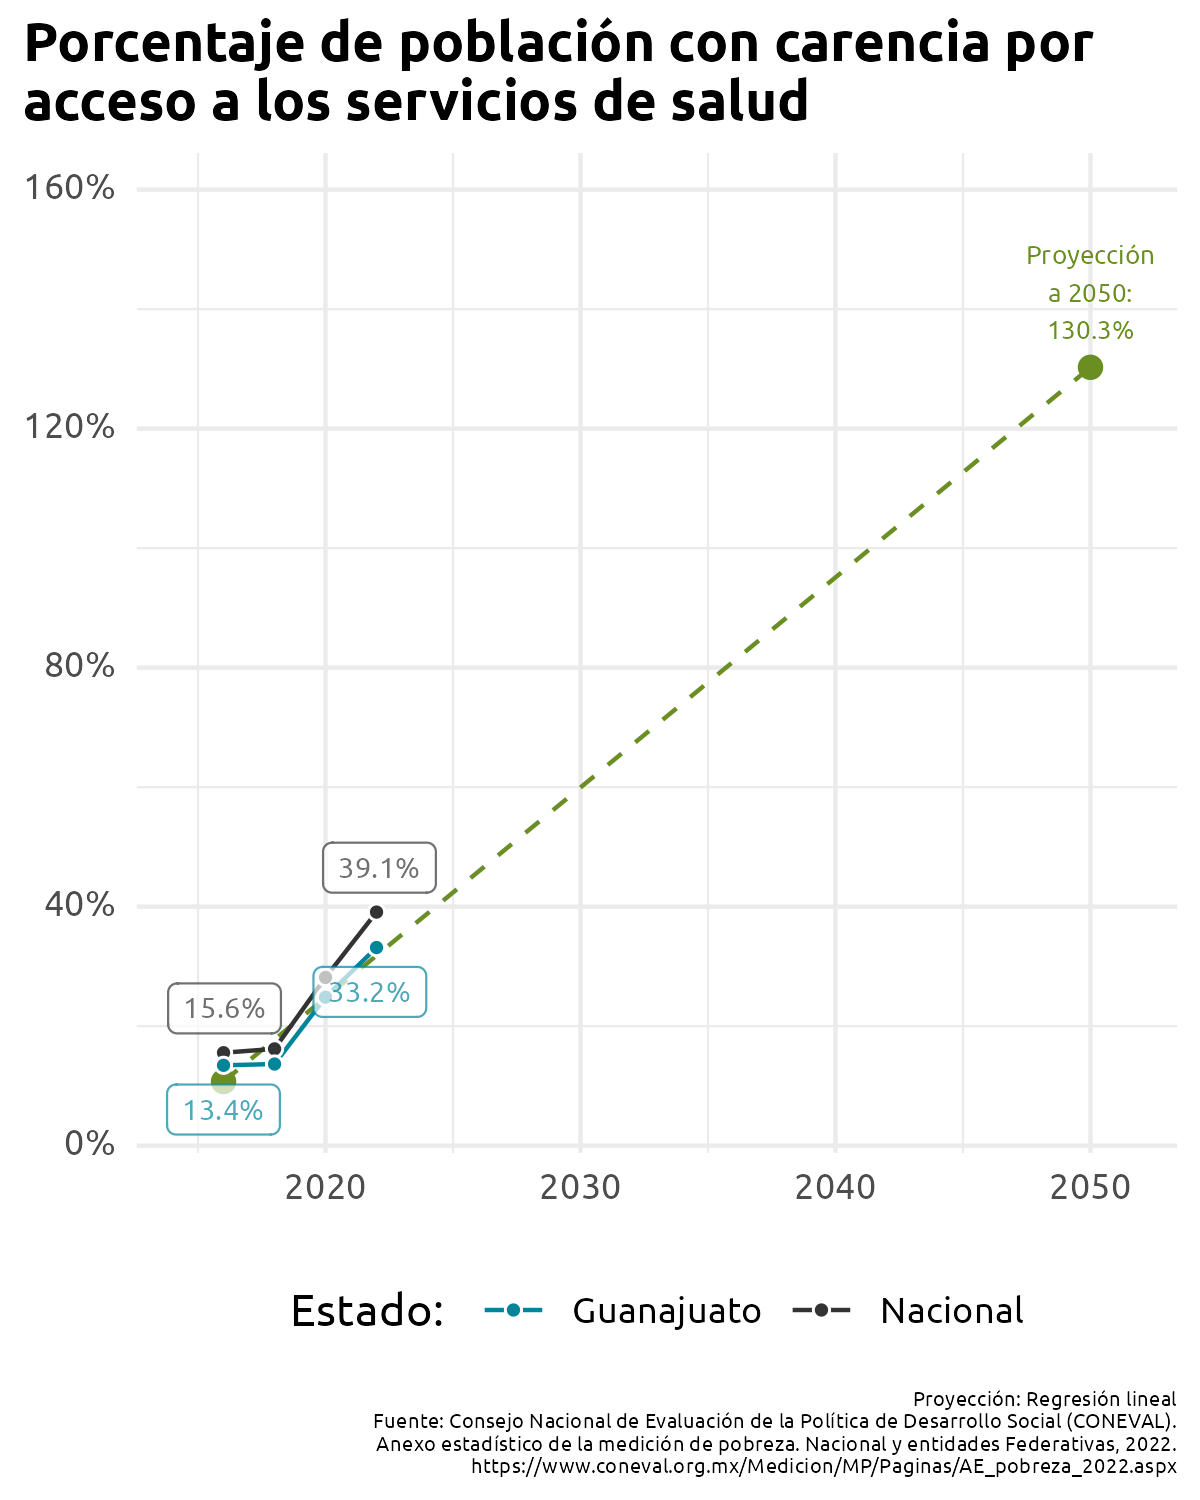 Porcentaje de población con carencia por
acceso a los servicios de salud
160%
Proyección
a 2050:
130.3%
120%
80%
39.1%
40%
33.2%
15.6%
13.4%
0%
2020 2030 2040 2050
Estado: Guanajuato Nacional
Proyección: Regresión lineal
Fuente: Consejo Nacional de Evaluación de la Política de Desarrollo Social (CONEVAL).
Anexo estadístico de la medición de pobreza. Nacional y entidades Federativas, 2022.
https://www.coneval.org.mx/Medicion/MP/Paginas/AE_pobreza_2022.aspx